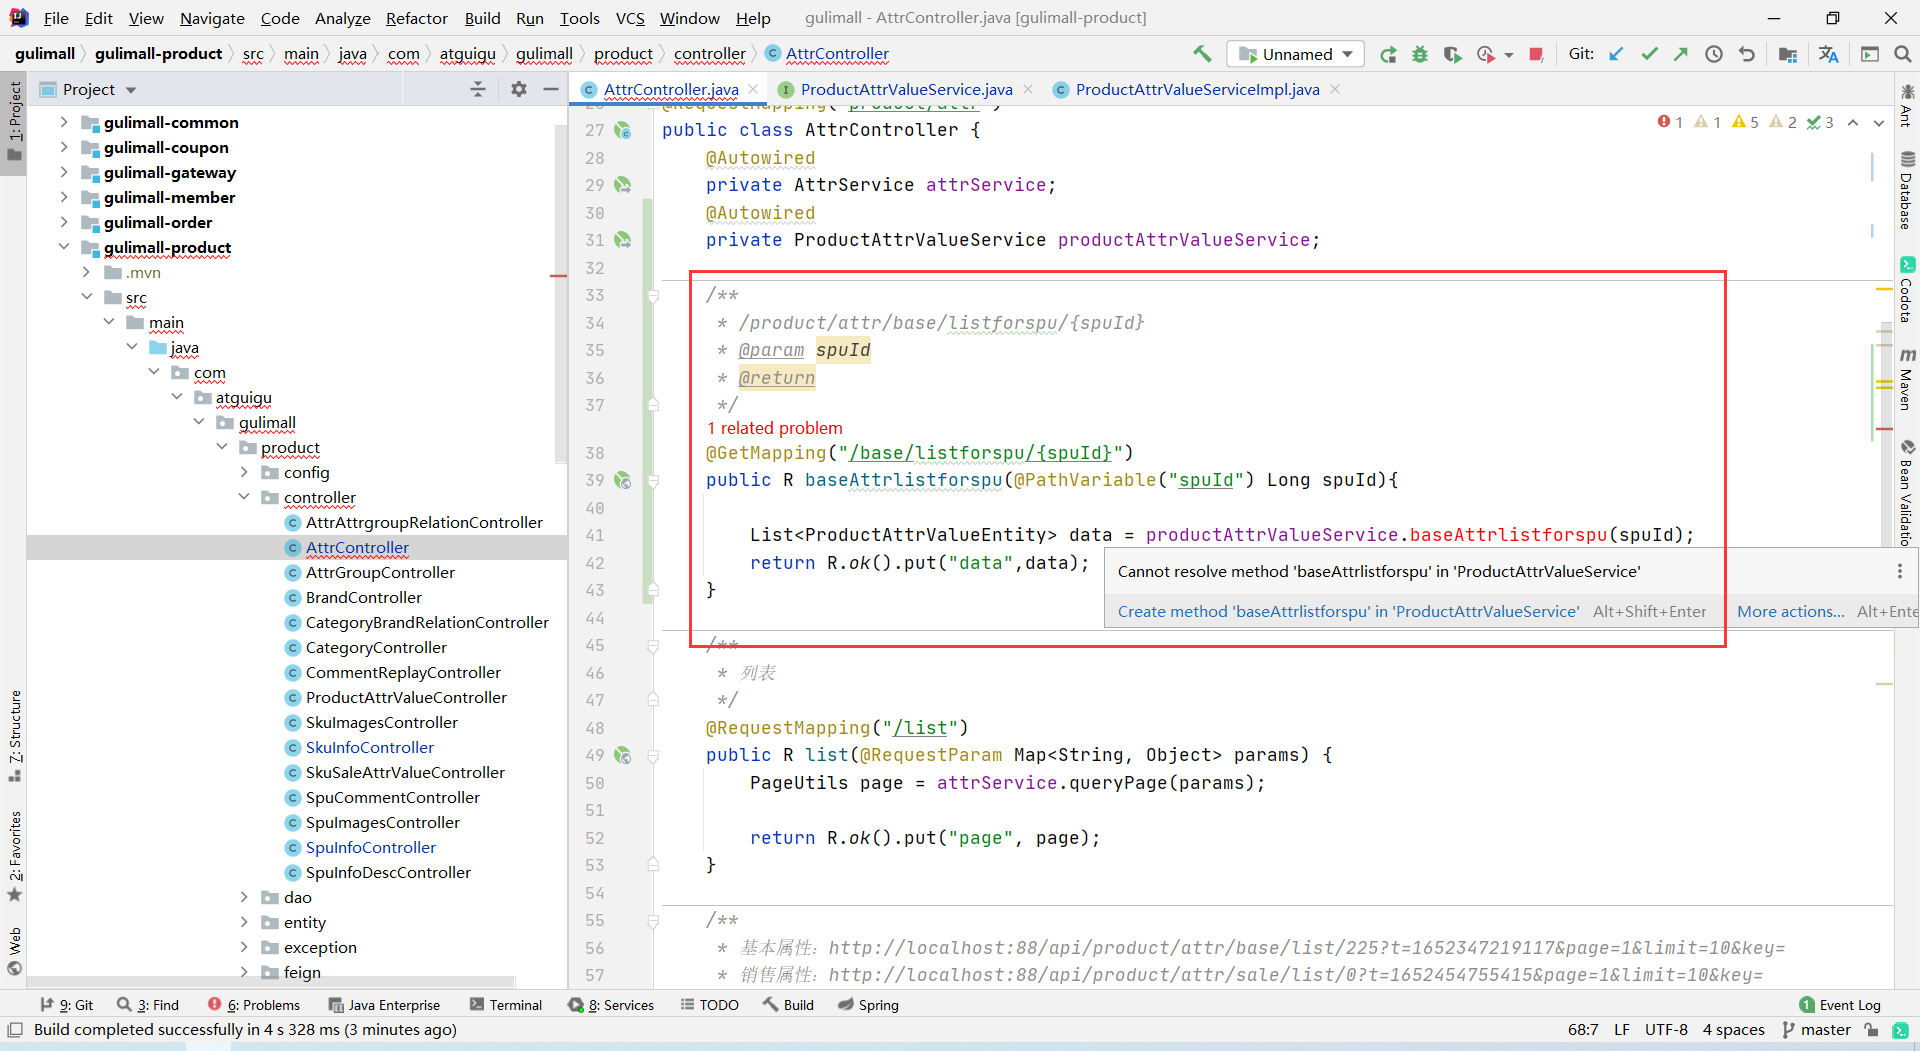 File Edit View Navigate Code Analyze Refactor Build Run Tools VCS Window Help gulimall - AttrController.java [gulimall-product]
gulimall gulimall-product src main java com atguigu gulimall product controller AttrController Unnamed Git:
1: Project
7: Structure
2: Favorites
Web
Project
gulimall-common
gulimall-coupon
gulimall-gateway
gulimall-member
gulimall-order
gulimall-product
.mvn
src
main
java
com
atguigu
gulimall
product
config
controller
AttrAttrgroupRelationController
AttrController
AttrGroupController
BrandController
CategoryBrandRelationController
CategoryController
CommentReplayController
ProductAttrValueController
SkuImagesController
SkuInfoController
SkuSaleAttrValueController
SpuCommentController
SpuImagesController
SpuInfoController
SpuInfoDescController
dao
entity
exception
feign
AttrController.java ProductAttrValueService.java ProductAttrValueServiceImpl.java
1 1 5 2 3
26 @RequestMapping("product/attr")
27 public class AttrController {
28 @Autowired
29 private AttrService attrService;
30 @Autowired
31 private ProductAttrValueService productAttrValueService;
32
33 /**
34 * /product/attr/base/listforspu/{spuId}
35 * @param spuId
36 * @return
37 */
1 related problem
38 @GetMapping("/base/listforspu/{spuId}")
39 public R baseAttrlistforspu(@PathVariable("spuId") Long spuId){
40
41 List<ProductAttrValueEntity> data = productAttrValueService.baseAttrlistforspu(spuId);
42 return R.ok().put("data",data);
43 }
44
Cannot resolve method 'baseAttrlistforspu' in 'ProductAttrValueService'
Create method 'baseAttrlistforspu' in 'ProductAttrValueService' Alt+Shift+Enter More actions... Alt+Ente
45 /**
46 * 列表
47 */
48 @RequestMapping("/list")
49 public R list(@RequestParam Map<String, Object> params) {
50 PageUtils page = attrService.queryPage(params);
51
52 return R.ok().put("page", page);
53 }
54
55 /**
56 * 基本属性：http://localhost:88/api/product/attr/base/list/225?t=1652347219117&page=1&limit=10&key=
57 * 销售属性：http://localhost:88/api/product/attr/sale/list/0?t=1652454755415&page=1&limit=10&key=
Ant
Database
Codota
Maven
Bean Validatio
9: Git 3: Find 6: Problems Java Enterprise Terminal 8: Services TODO Build Spring 1 Event Log
Build completed successfully in 4 s 328 ms (3 minutes ago) 68:7 LF UTF-8 4 spaces master